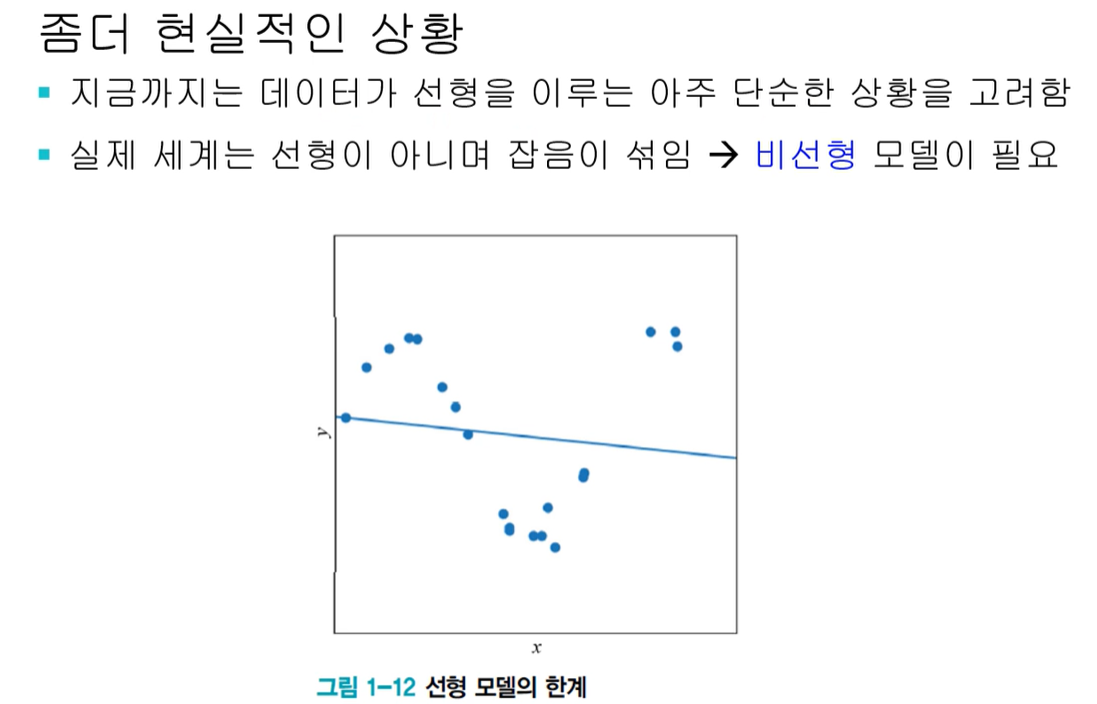 좀더 현실적인 상황
▪ 지금까지는 데이터가 선형을 이루는 아주 단순한 상황을 고려함
▪ 실제 세계는 선형이 아니며 잡음이 섞임 → 비선형 모델이 필요
y
x
그림 1-12 선형 모델의 한계